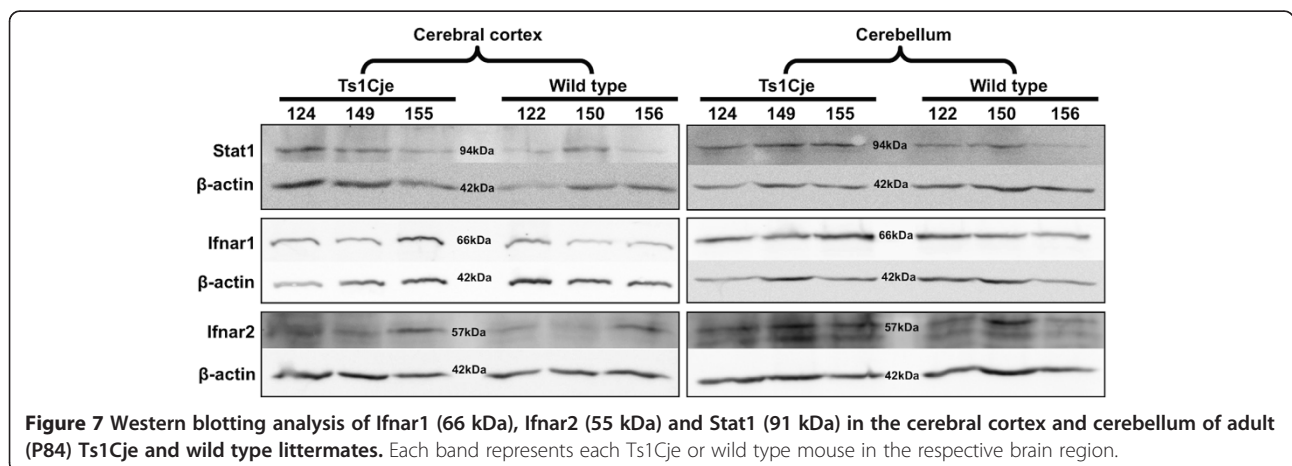 Cerebral cortex Cerebellum
Ts1Cje Wild type Ts1Cje Wild type
124 149 155 122 150 156 124 149 155 122 150 156
Stat1 94kDa 94kDa
β-actin 42kDa 42kDa
Ifnar1 66kDa 66kDa
β-actin 42kDa 42kDa
Ifnar2 57kDa 57kDa
β-actin 42kDa 42kDa
Figure 7 Western blotting analysis of Ifnar1 (66 kDa), Ifnar2 (55 kDa) and Stat1 (91 kDa) in the cerebral cortex and cerebellum of adult
(P84) Ts1Cje and wild type littermates. Each band represents each Ts1Cje or wild type mouse in the respective brain region.